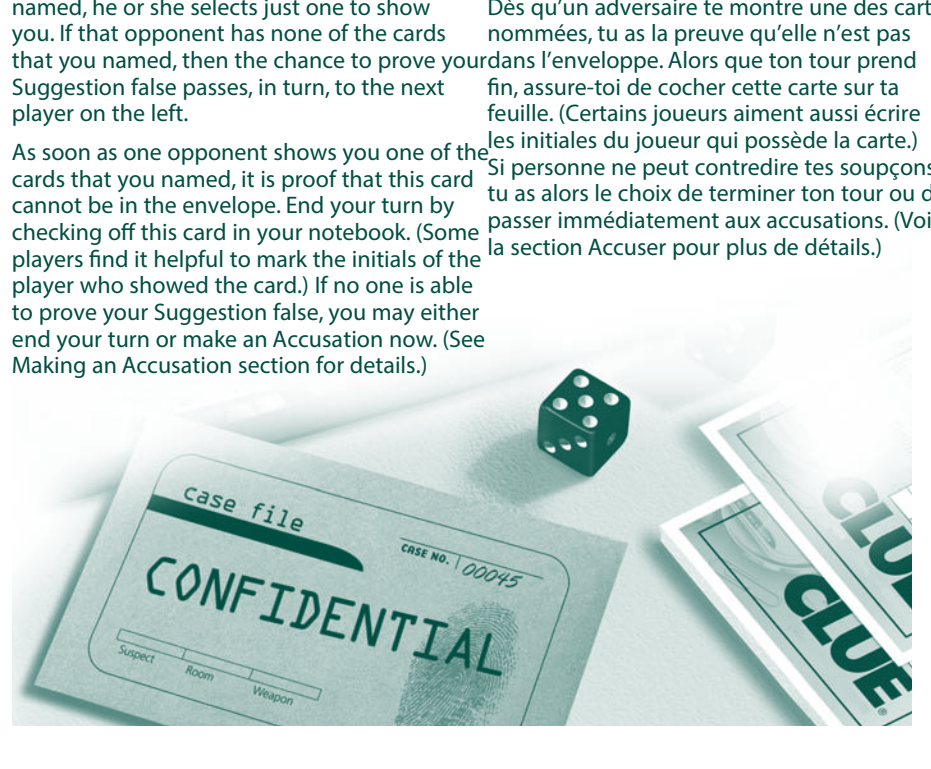 named, he or she selects just one to show
you. If that opponent has none of the cards
that you named, then the chance to prove your
Suggestion false passes, in turn, to the next
player on the left.
As soon as one opponent shows you one of the
cards that you named, it is proof that this card
cannot be in the envelope. End your turn by
checking off this card in your notebook. (Some
players find it helpful to mark the initials of the
player who showed the card.) If no one is able
to prove your Suggestion false, you may either
end your turn or make an Accusation now. (See
Making an Accusation section for details.)
Dès qu'un adversaire te montre une des
nommées, tu as la preuve qu'elle n'est pas
dans l'enveloppe. Alors que ton tour prend
fin, assure-toi de cocher cette carte sur ta
feuille. (Certains joueurs aiment aussi écrire
les initiales du joueur qui possède la carte.)
Si personne ne peut contredire tes soupçons
tu as alors le choix de terminer ton tour ou
passer immédiatement aux accusations. (Voi
la section Accuser pour plus de détails.)
case file
CASE NO. 00045
CONFIDENTIAL
Suspect
Room
Weapon
CLUE
CLUE